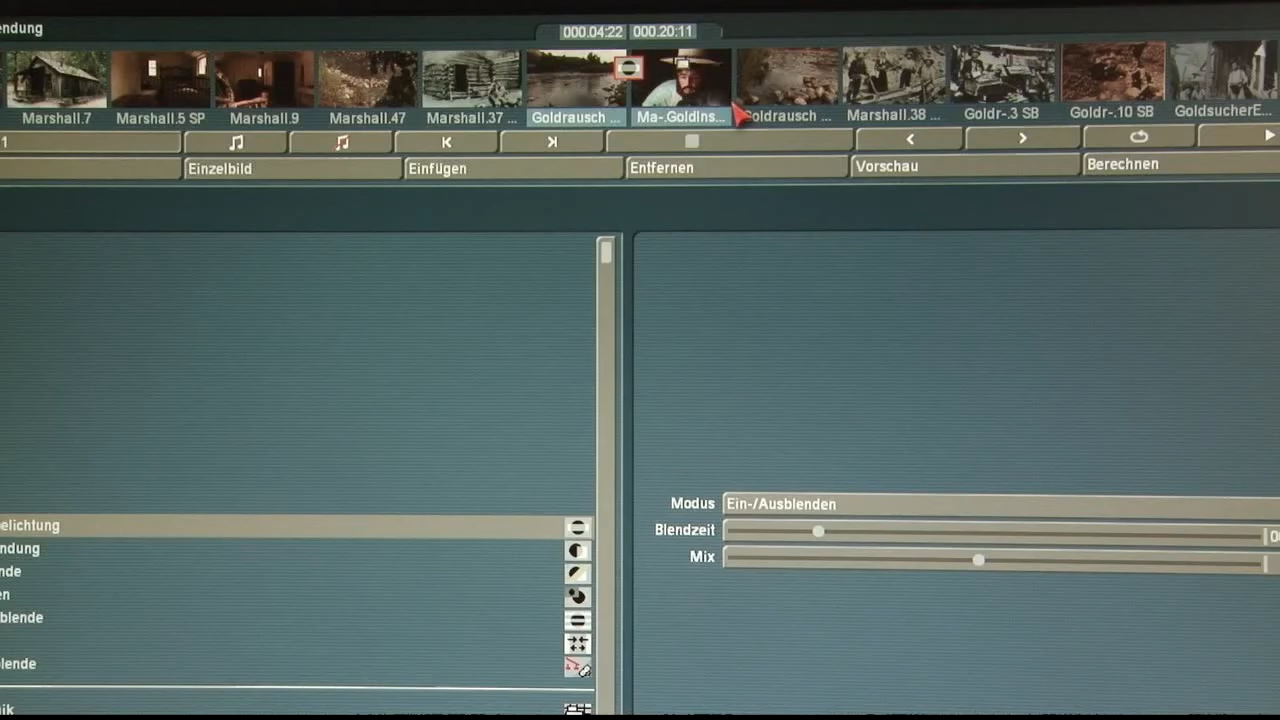 endung
000.04:22 000.20:11
Marshall.7 Marshall.5 SP Marshall.9 Marshall.47 Marshall.37 ... Goldrausch ... Ma-.GoldIns... Goldrausch ... Marshall.38 ... Goldr-.3 SB Goldr-.10 SB GoldsucherE...
1
Einzelbild Einfügen Entfernen Vorschau Berechnen
Modus Ein-/Ausblenden
elichtung
Blendzeit
ndung
Mix
nde
en
blende
lende
ik